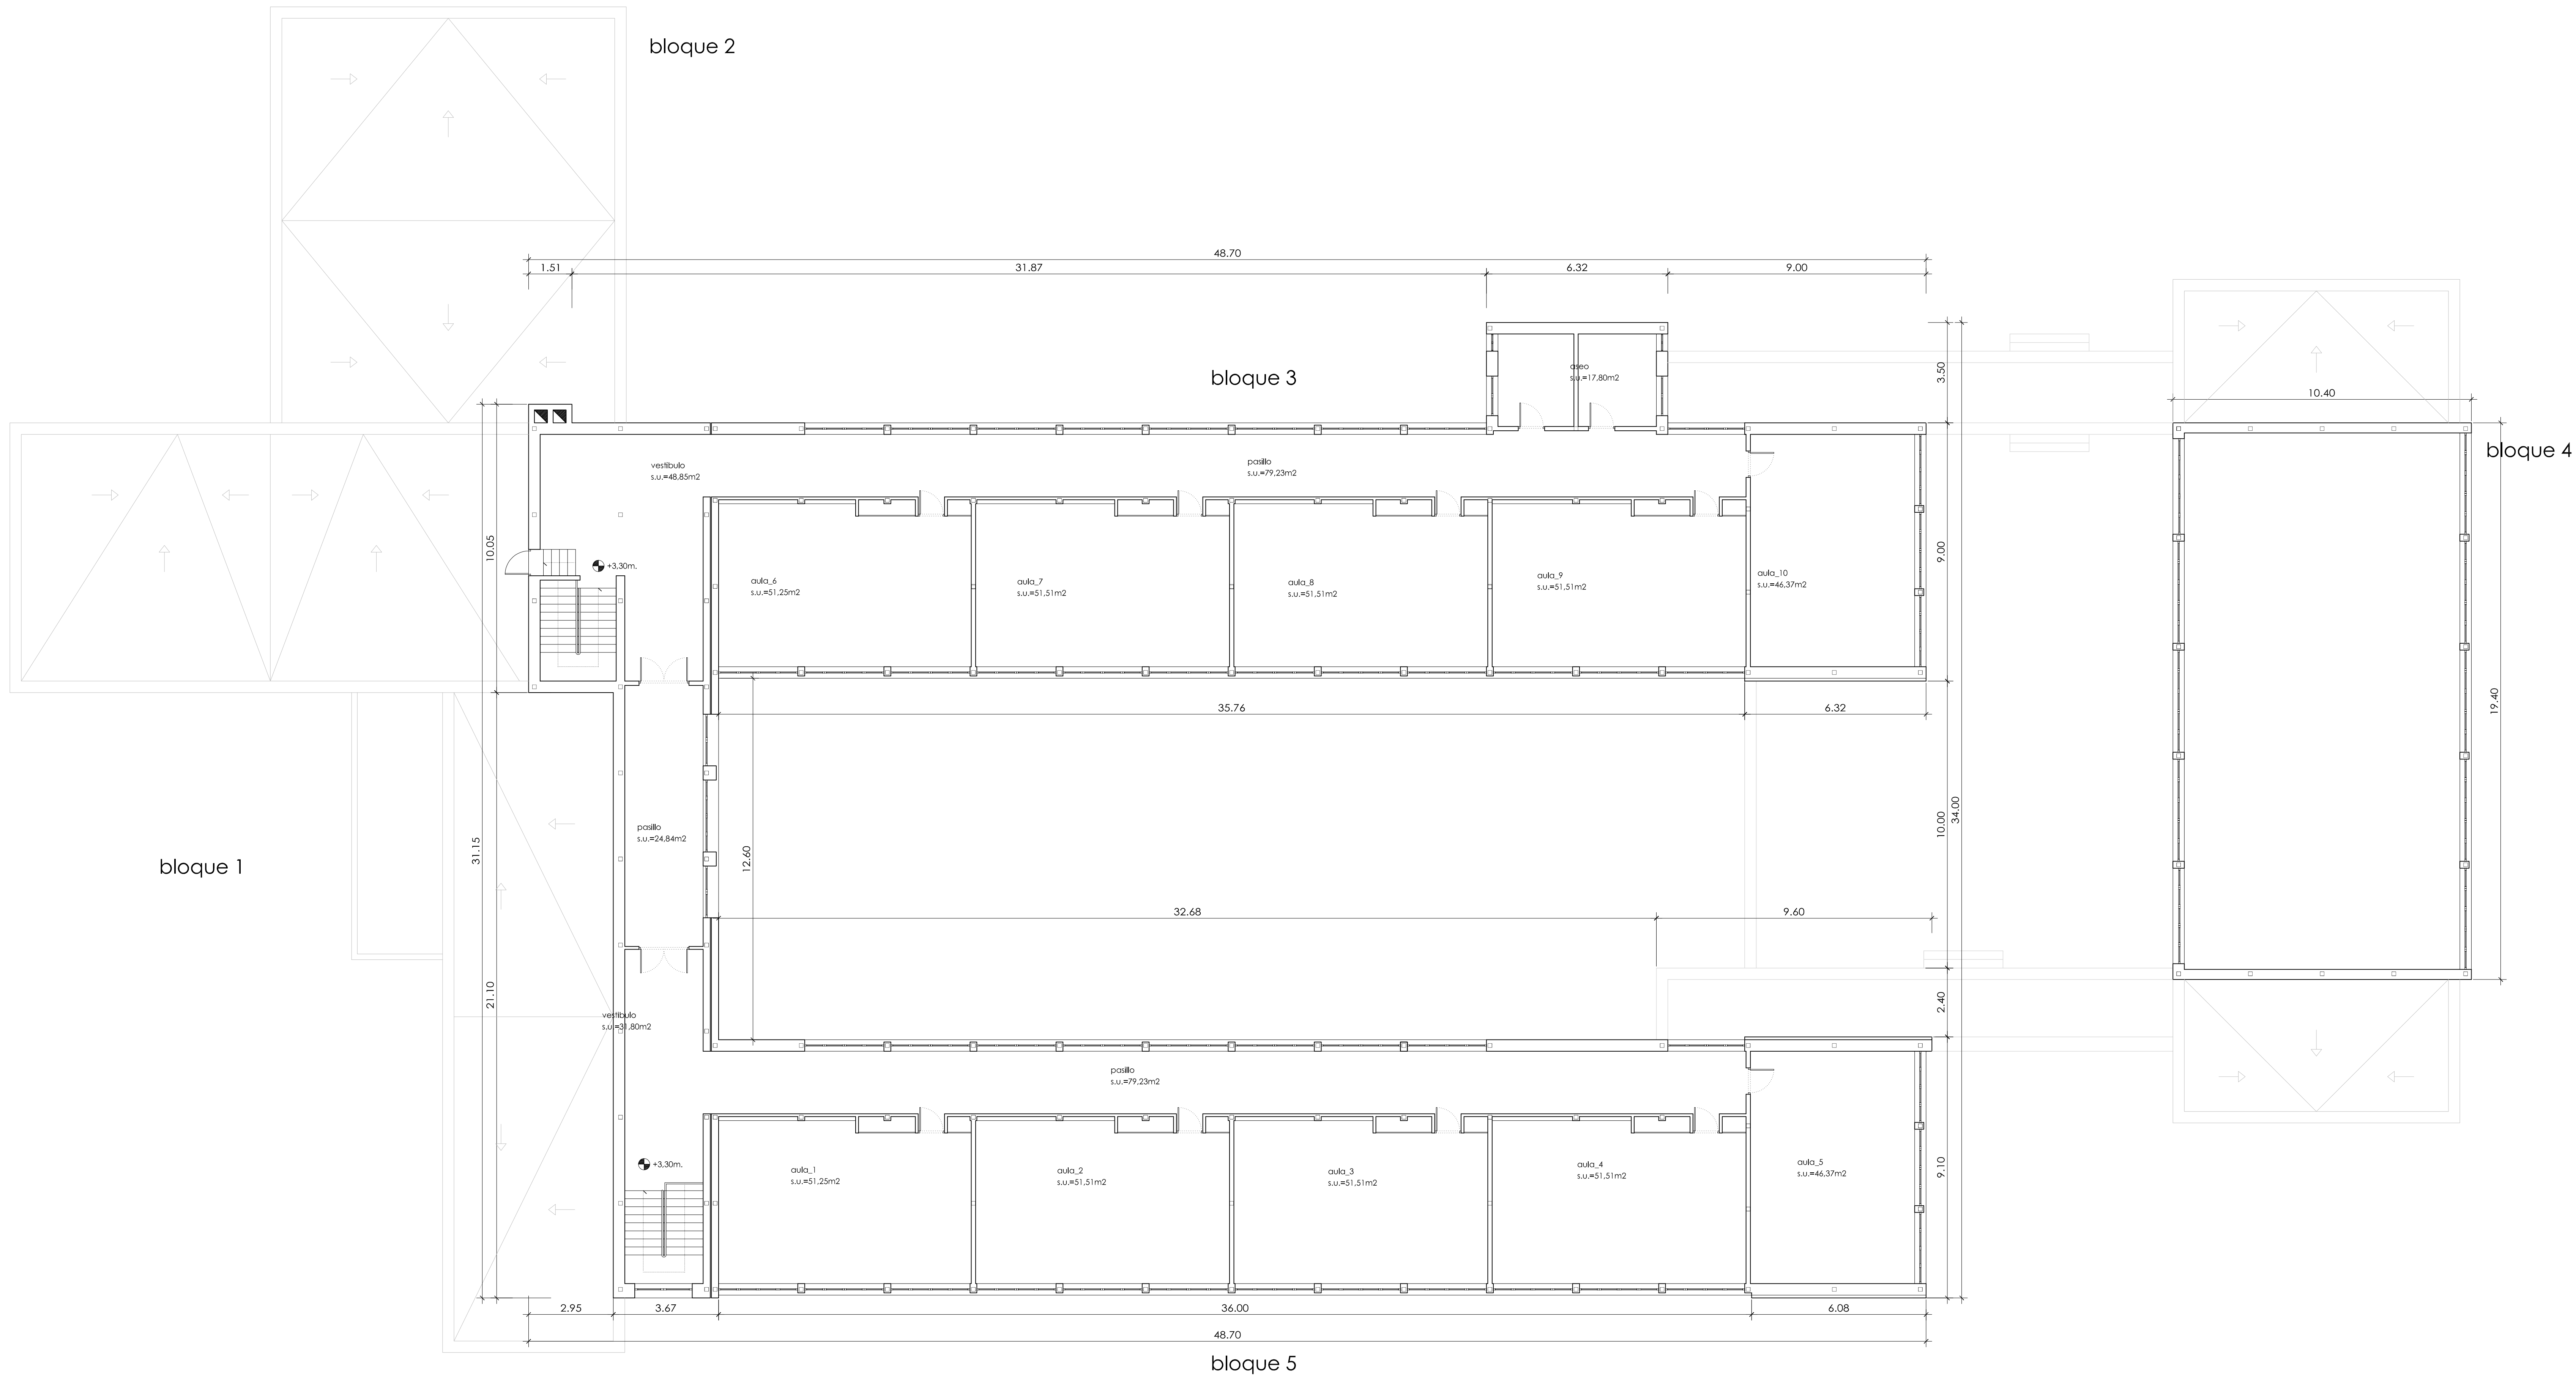 bloque 2
48.70
1.51
31.87
6.32
9.00
3.50
10.40
bloque 3
aseo
s.u.=17,80m2
bloque 4
vestibulo
s.u.=48,85m2
pasillo
s.u.=79,23m2
10.05
9.00
+3,30m.
aula_6
s.u.=51,25m2
aula_7
s.u.=51,51m2
aula_8
s.u.=51,51m2
aula_9
s.u.=51,51m2
aula_10
s.u.=46,37m2
19.40
35.76
6.32
31.15
pasillo
s.u.=24,84m2
12.60
10.00
34.00
bloque 1
32.68
9.60
21.10
2.40
vestibulo
s.u.=31,80m2
pasillo
s.u.=79,23m2
+3,30m.
aula_1
s.u.=51,25m2
aula_2
s.u.=51,51m2
aula_3
s.u.=51,51m2
aula_4
s.u.=51,51m2
aula_5
s.u.=46,37m2
9.10
2.95
3.67
36.00
6.08
48.70
bloque 5